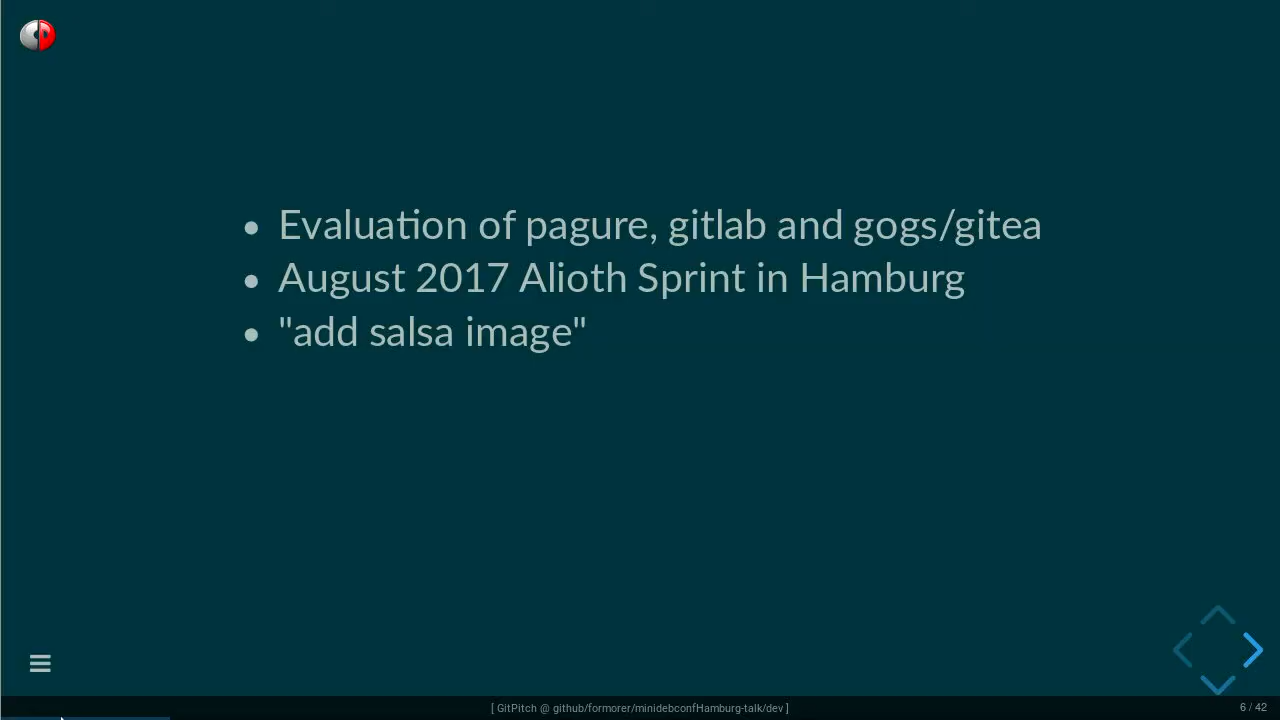 Evaluation of pagure, gitlab and gogs/gitea
August 2017 Alioth Sprint in Hamburg
"add salsa image"
[ GitPitch @ github/formorer/minidebconfHamburg-talk/dev ]
6 / 42